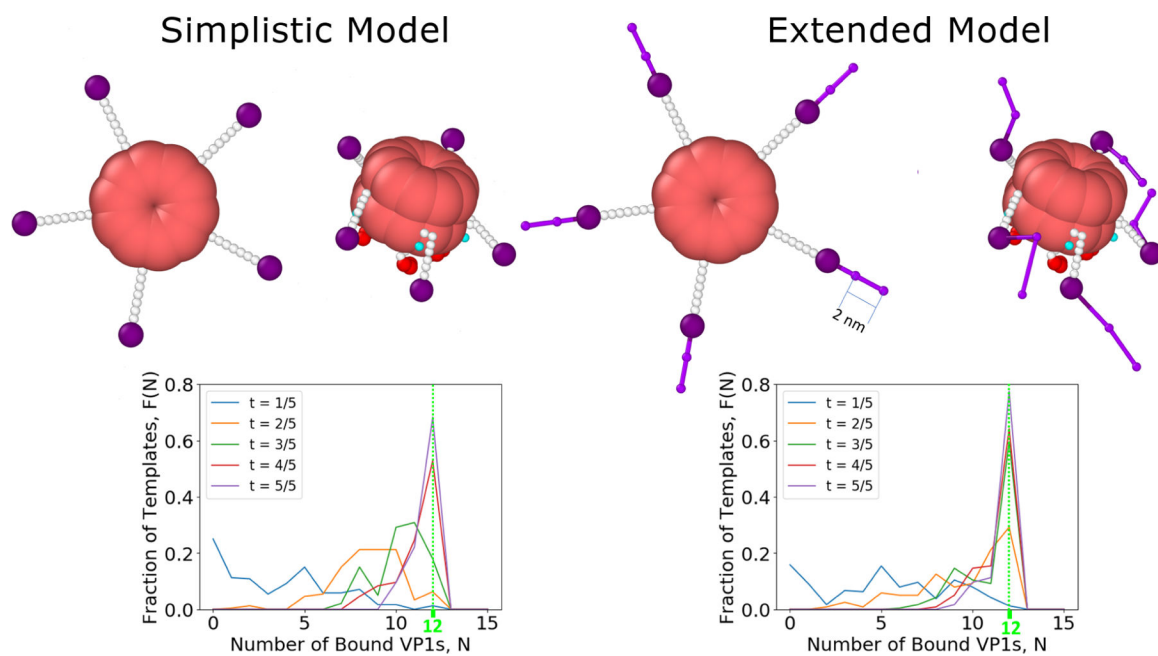 Simplistic Model
Extended Model
2 nm
Fraction of Templates, F(N)
0.8
0.6
0.4
0.2
0.0
t = 1/5
t = 2/5
t = 3/5
t = 4/5
t = 5/5
0 5 10 12 15
Number of Bound VP1s, N
Fraction of Templates, F(N)
0.8
0.6
0.4
0.2
0.0
t = 1/5
t = 2/5
t = 3/5
t = 4/5
t = 5/5
0 5 10 12 15
Number of Bound VP1s, N